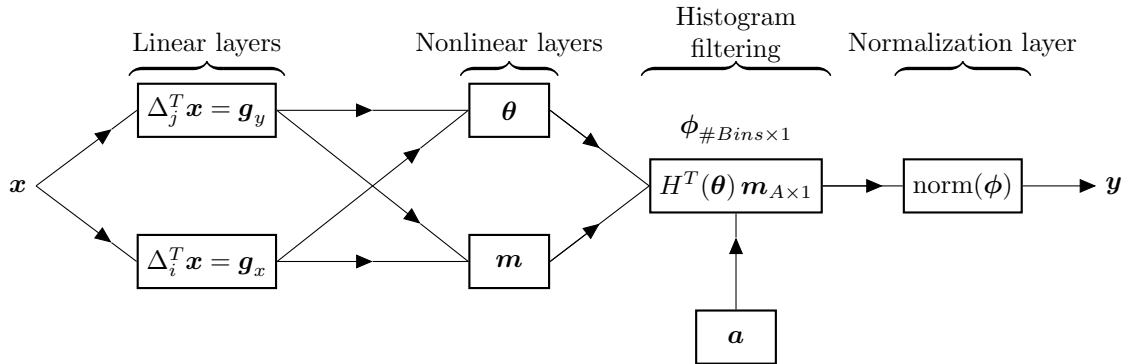 Linear layers
Nonlinear layers
Histogram
filtering
Normalization layer
Δ_j^T x = g_y
θ
ϕ_{#Bins×1}
x
H^T(θ) m_{A×1}
norm(ϕ)
y
Δ_i^T x = g_x
m
a